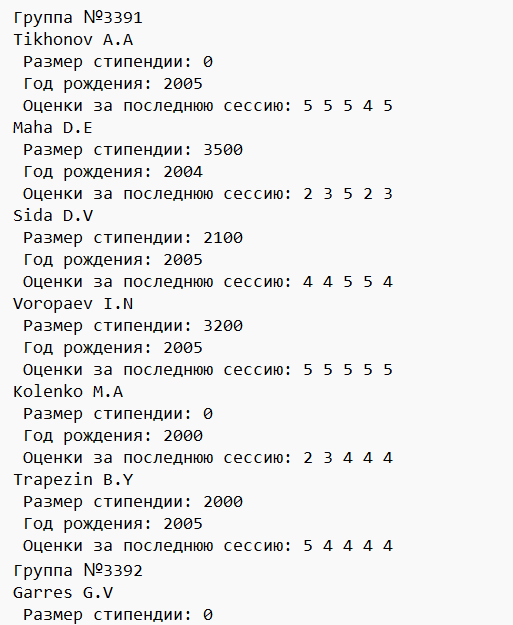 Группа №3391
Tikhonov A.A
Размер стипендии: 0
Год рождения: 2005
Оценки за последнюю сессию: 5 5 5 4 5
Maha D.E
Размер стипендии: 3500
Год рождения: 2004
Оценки за последнюю сессию: 2 3 5 2 3
Sida D.V
Размер стипендии: 2100
Год рождения: 2005
Оценки за последнюю сессию: 4 4 5 5 4
Voropaev I.N
Размер стипендии: 3200
Год рождения: 2005
Оценки за последнюю сессию: 5 5 5 5 5
Kolenko M.A
Размер стипендии: 0
Год рождения: 2000
Оценки за последнюю сессию: 2 3 4 4 4
Trapezin B.Y
Размер стипендии: 2000
Год рождения: 2005
Оценки за последнюю сессию: 5 4 4 4 4
Группа №3392
Garres G.V
Размер стипендии: 0